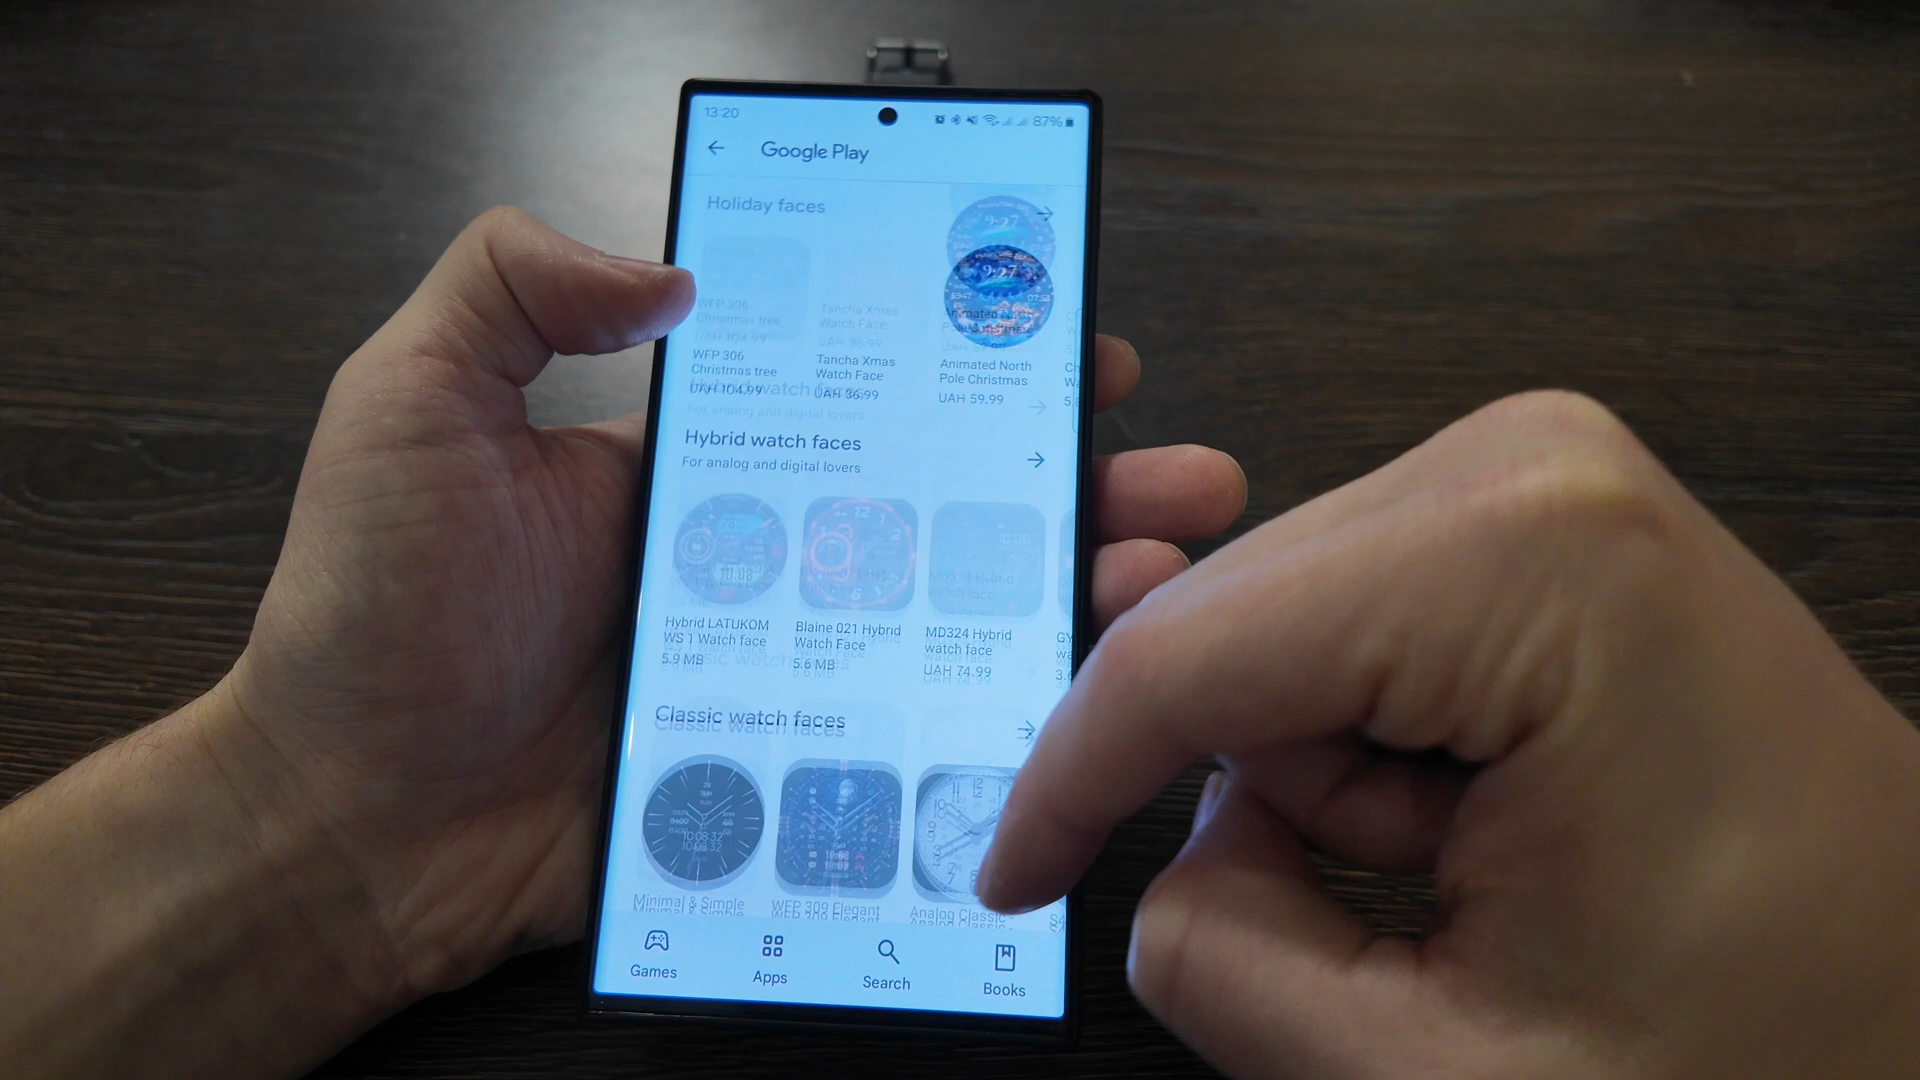 13:20
87%
Google Play
Holiday faces
WFP 306
Christmas tree
UAH 104.99
Tancha Xmas
Watch Face
UAH 36.99
Animated North
Pole Christmas
UAH 59.99
Hybrid watch faces
For analog and digital lovers
Hybrid LATUKOM
WS 1 Watch face
5.9 MB
Blaine 021 Hybrid
Watch Face
5.6 MB
MD324 Hybrid
watch face
UAH 74.99
Classic watch faces
Minimal & Simple
WFP 309 Elegant
Analog Classic -
Games
Apps
Search
Books